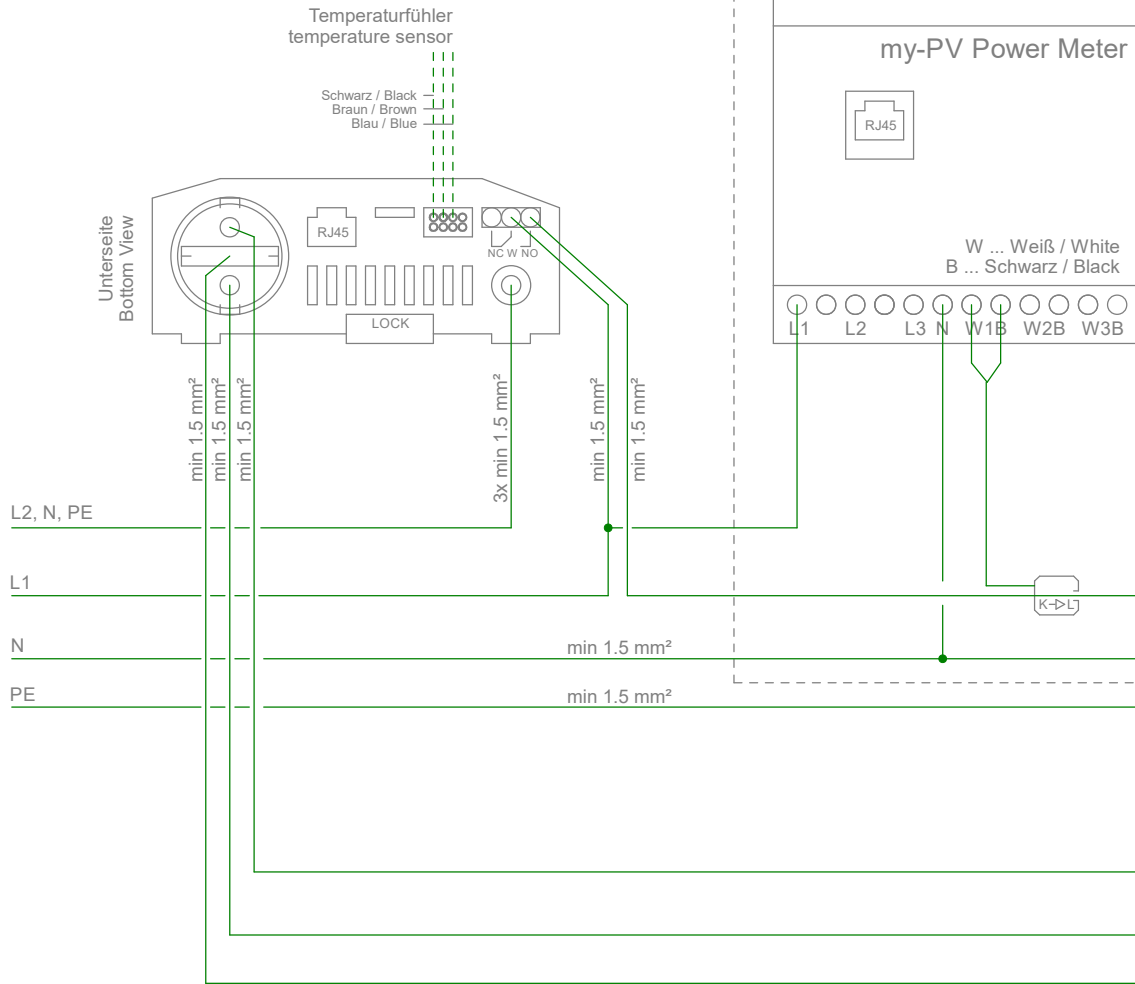 Temperaturfühler
temperature sensor
my-PV Power Meter
Schwarz / Black
Braun / Brown
Blau / Blue
RJ45
Unterseite
Bottom View
RJ45
NC W NO
W ... Weiß / White
B ... Schwarz / Black
LOCK
L1 L2 L3 N W1B W2B W3B
min 1.5 mm²
min 1.5 mm²
min 1.5 mm²
3x min 1.5 mm²
min 1.5 mm²
min 1.5 mm²
L2, N, PE
L1
K L
N
min 1.5 mm²
PE
min 1.5 mm²